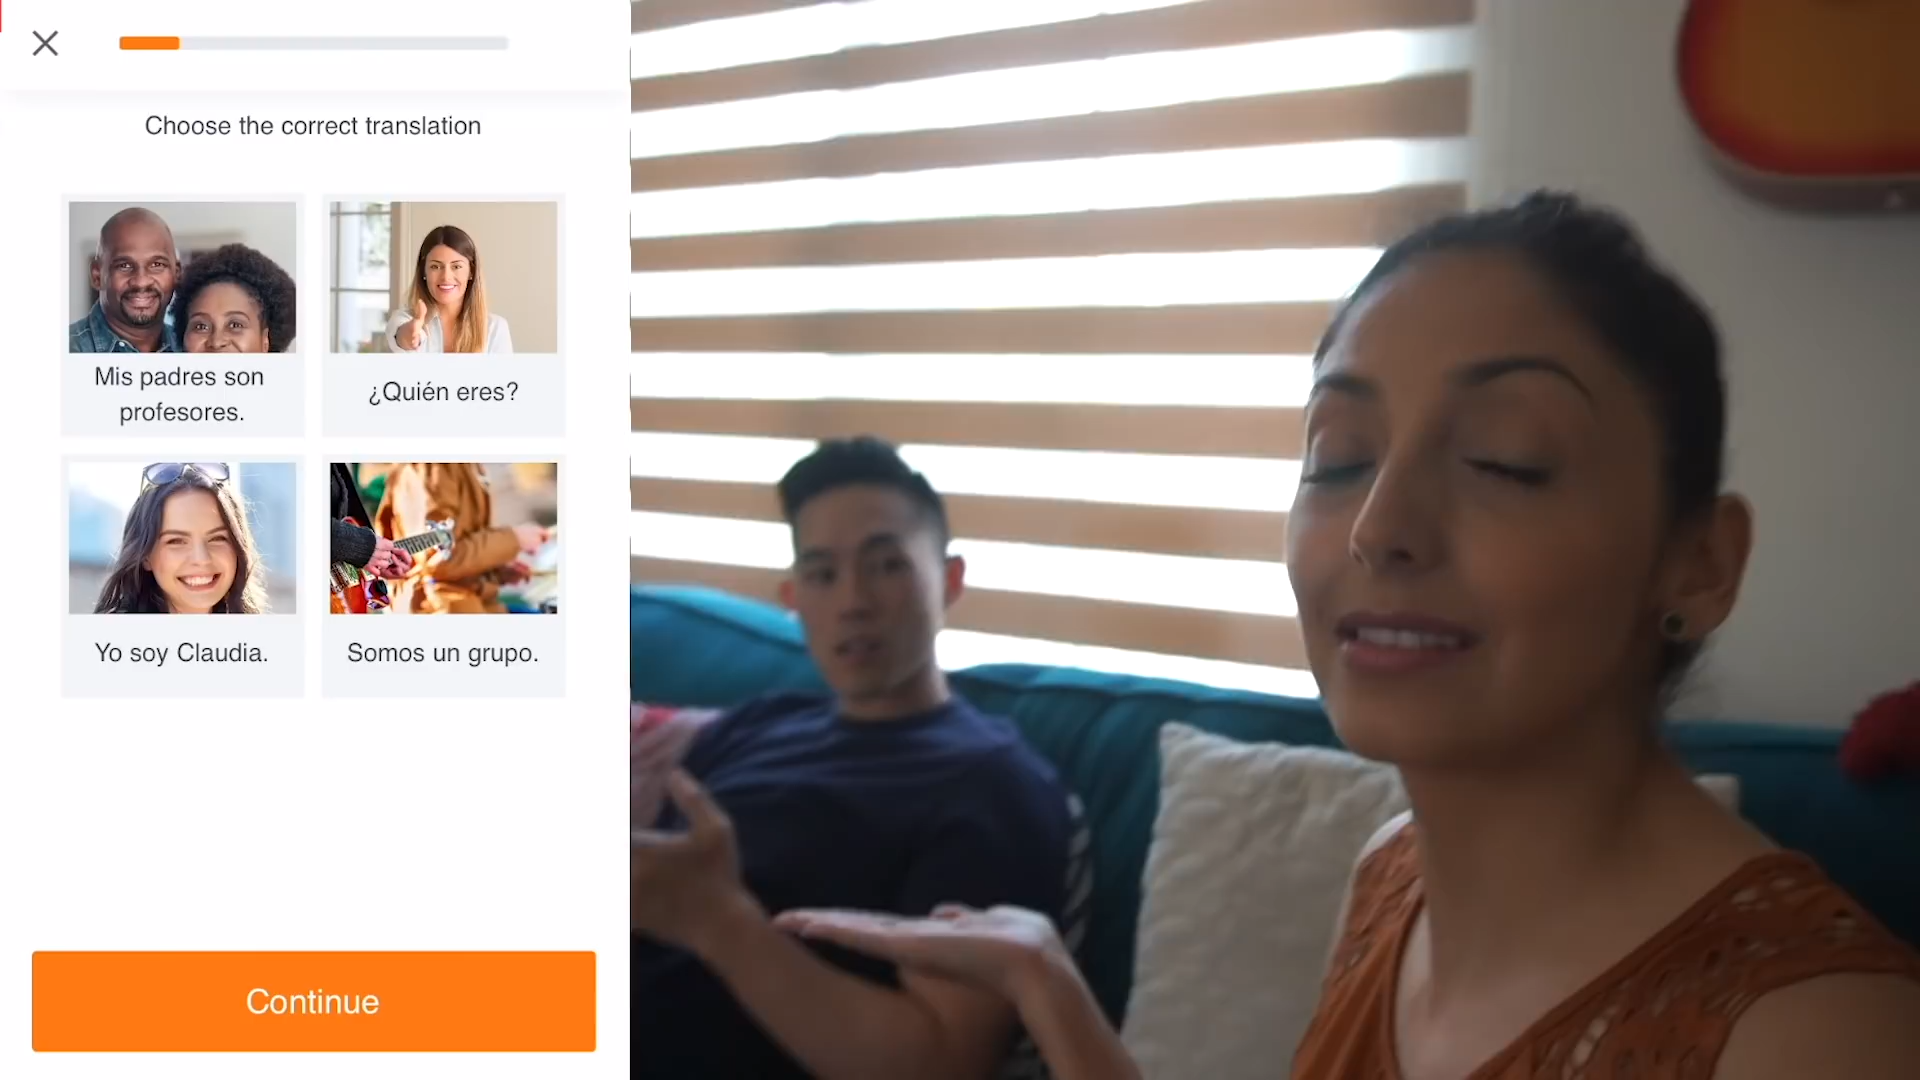 Choose the correct translation
Mis padres son
profesores.
¿Quién eres?
Yo soy Claudia.
Somos un grupo.
Continue